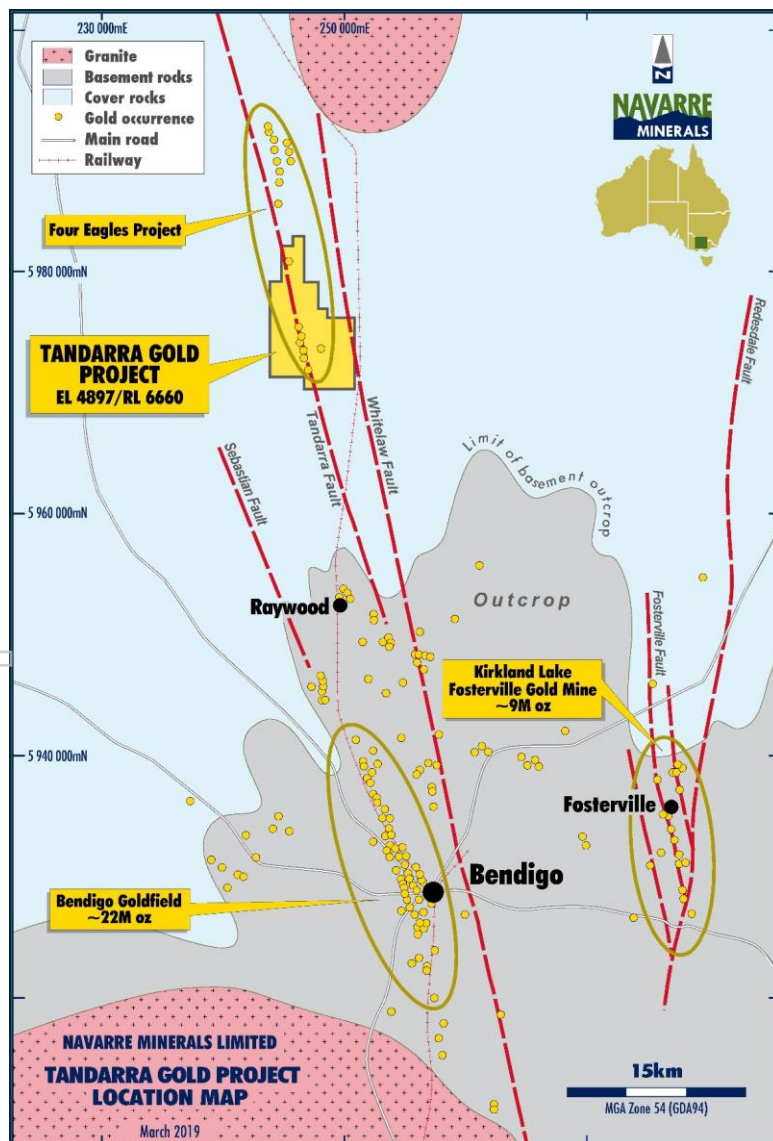 230 000mE
250 000mE
Granite
Basement rocks
Cover rocks
Gold occurrence
Main road
Railway
N
NAVARRE
MINERALS
Four Eagles Project
5 980 000mN
TANDARRA GOLD
PROJECT
EL 4897/RL 6660
Redesdale Fault
Whitelaw Fault
Tandarra Fault
Sebastian Fault
Limit of basement outcrop
5 960 000mN
Raywood
Outcrop
Fosterville Fault
Kirkland Lake
Fosterville Gold Mine
~9M oz
5 940 000mN
Fosterville
Bendigo
Bendigo Goldfield
~22M oz
NAVARRE MINERALS LIMITED
TANDARRA GOLD PROJECT
LOCATION MAP
March 2019
15km
MGA Zone 54 (GDA94)